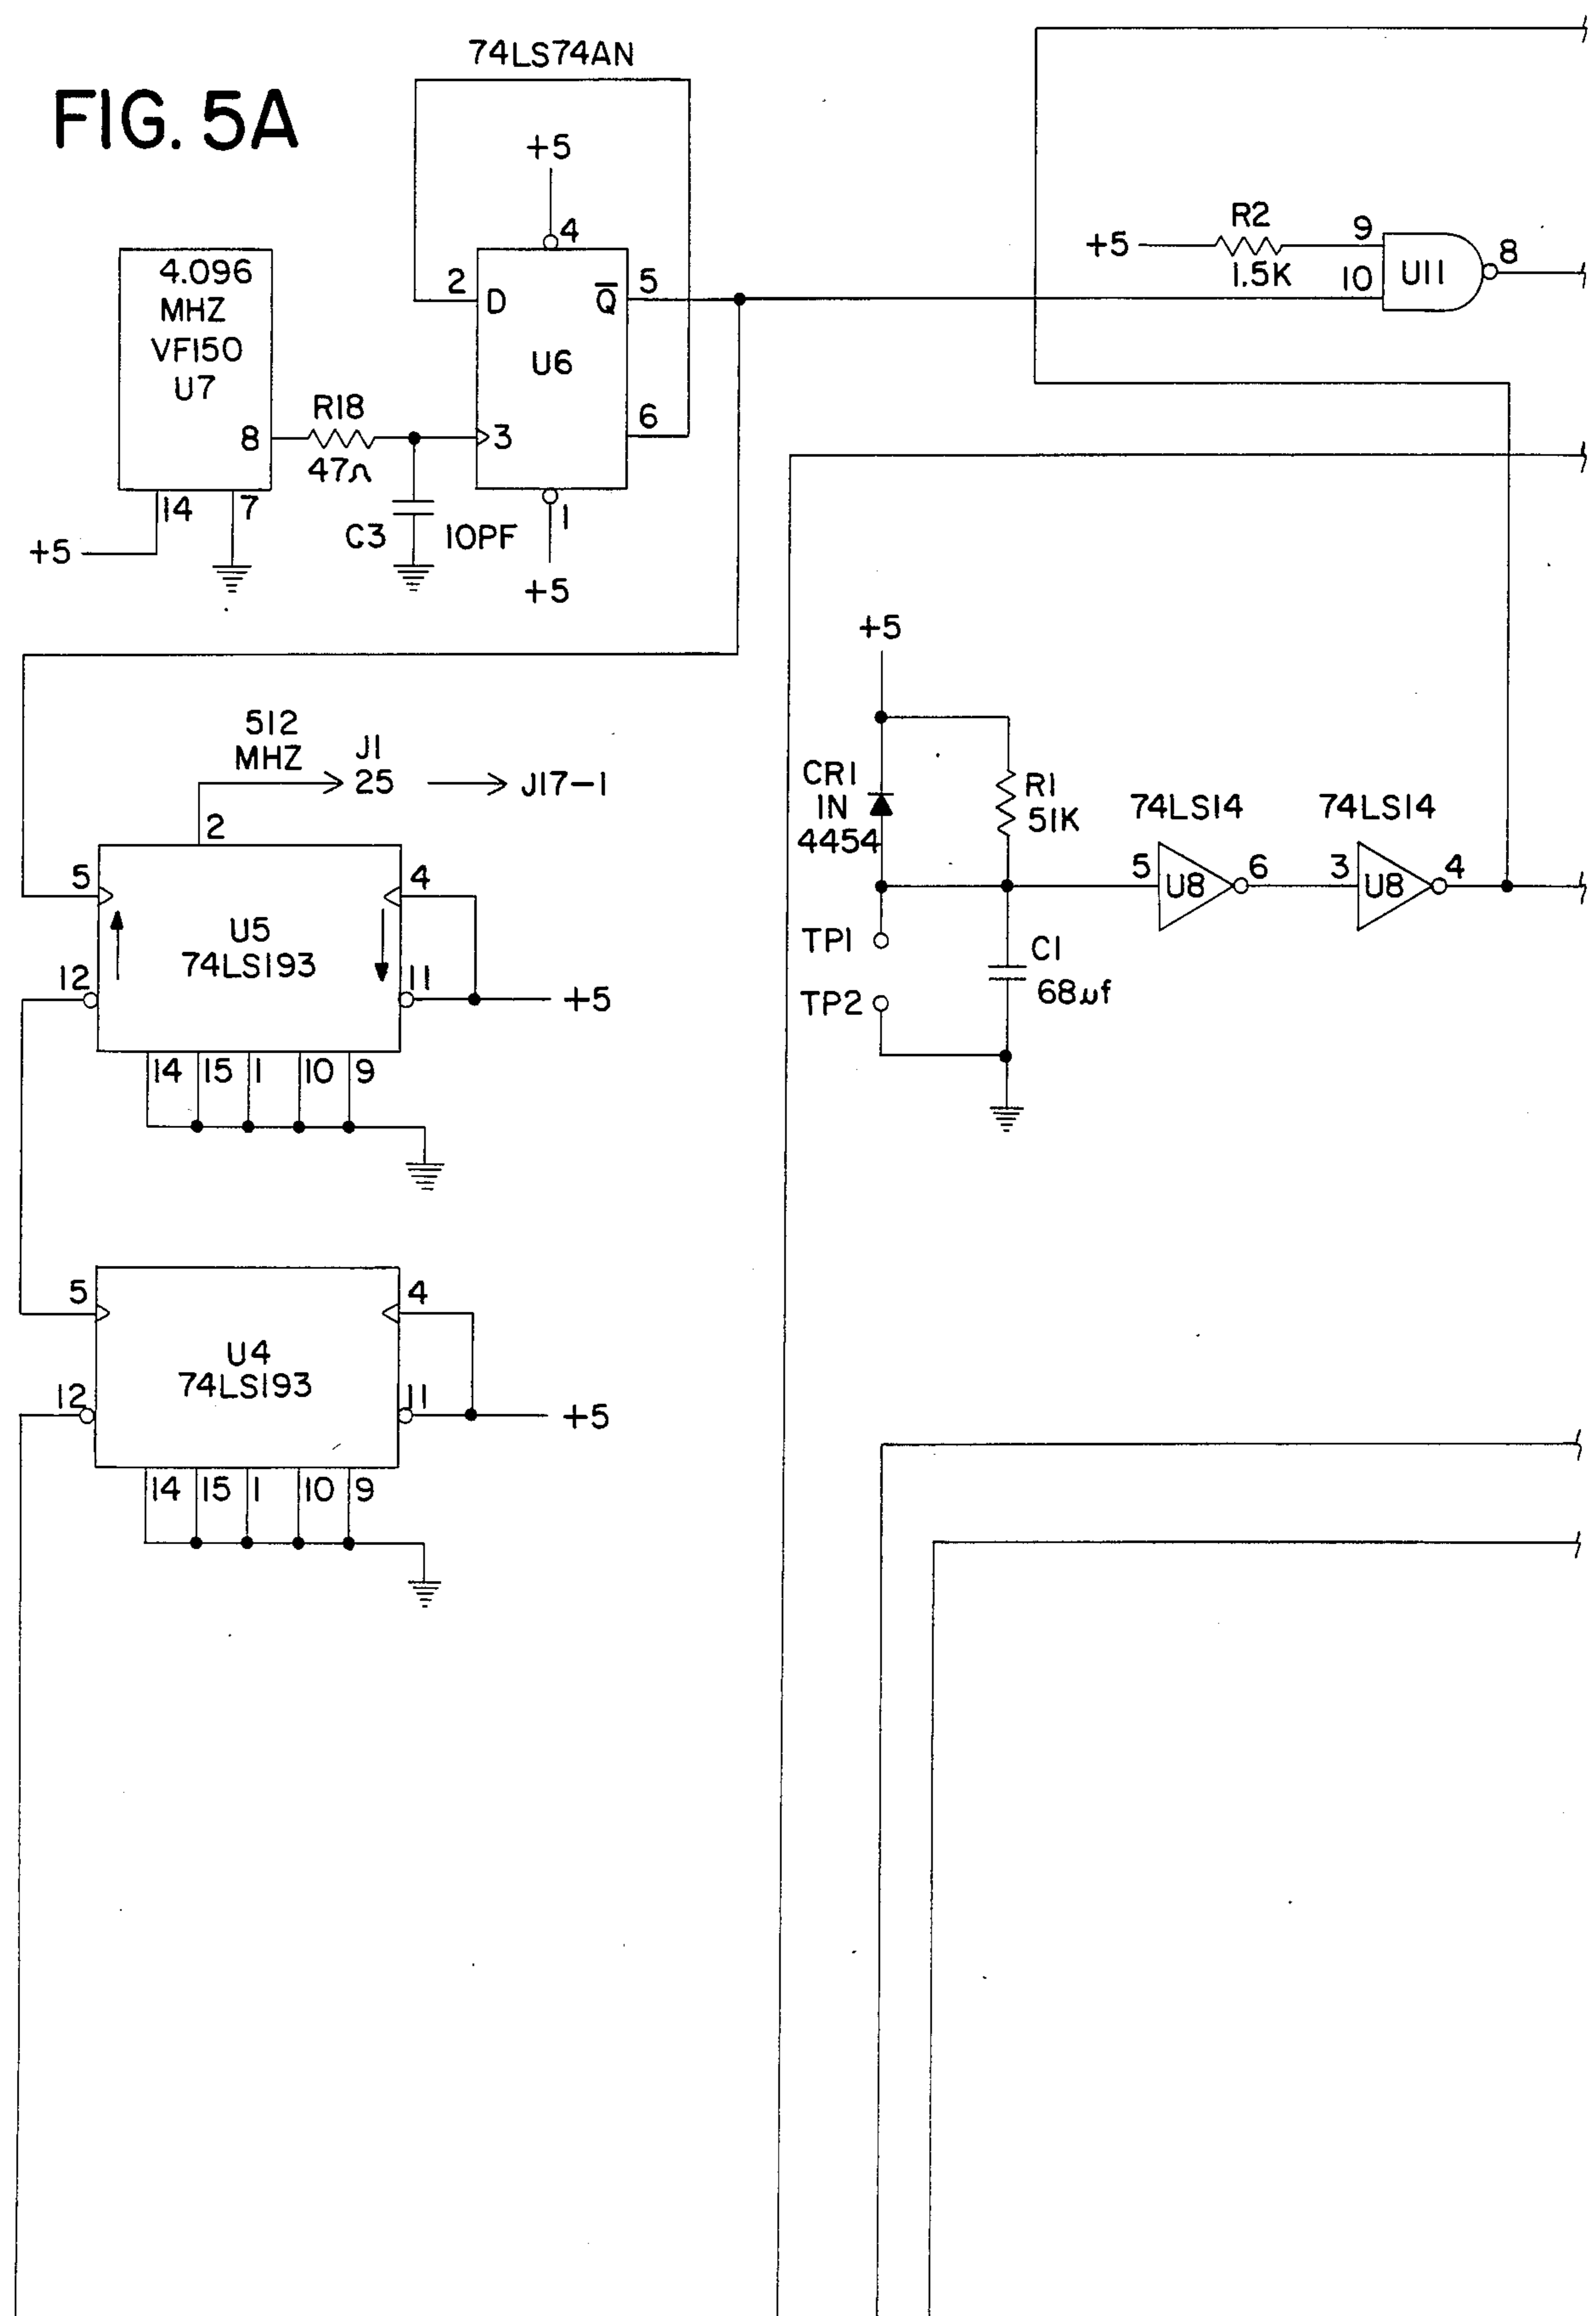 FIG. 5A
74LS74AN
+5
4
2
D
Q̅
5
U6
6
3
1
+5
4.096
MHZ
VF150
U7
8
14
7
+5
R18
47Ω
C3
10PF
+5
R2
1.5K
9
10
U11
8
512
MHZ
J1
25
J17-1
2
5
4
U5
74LS193
12
11
+5
14
15
1
10
9
+5
CR1
IN
4454
R1
51K
74LS14
74LS14
5
U8
6
3
U8
4
TP1
TP2
C1
68µf
5
4
U4
74LS193
12
11
+5
14
15
1
10
9